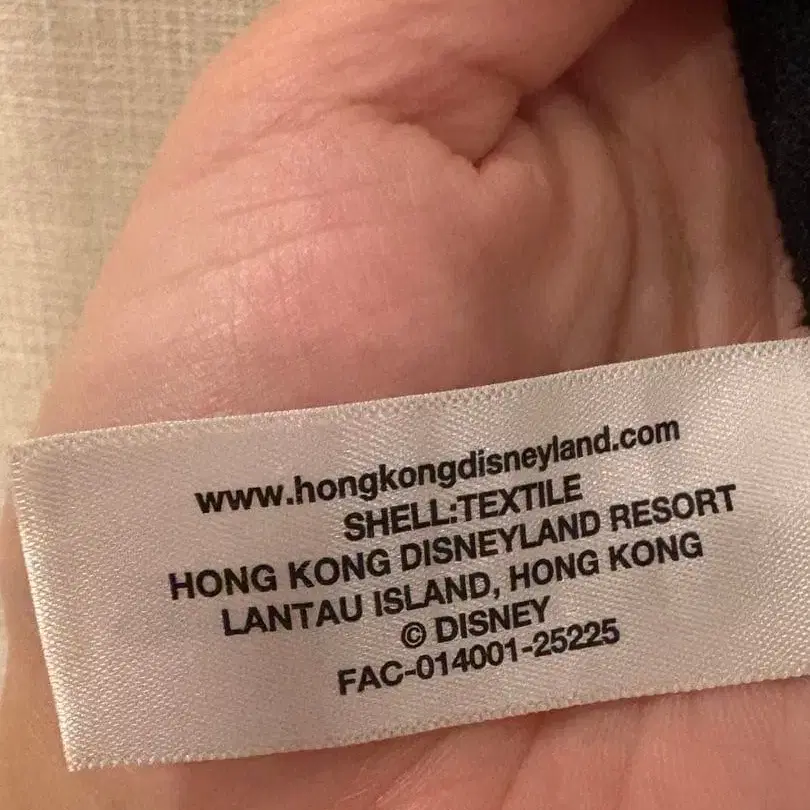 www.hongkongdisneyland.com
SHELL:TEXTILE
HONG KONG DISNEYLAND RESORT
LANTAU ISLAND, HONG KONG
© DISNEY
FAC-014001-25225